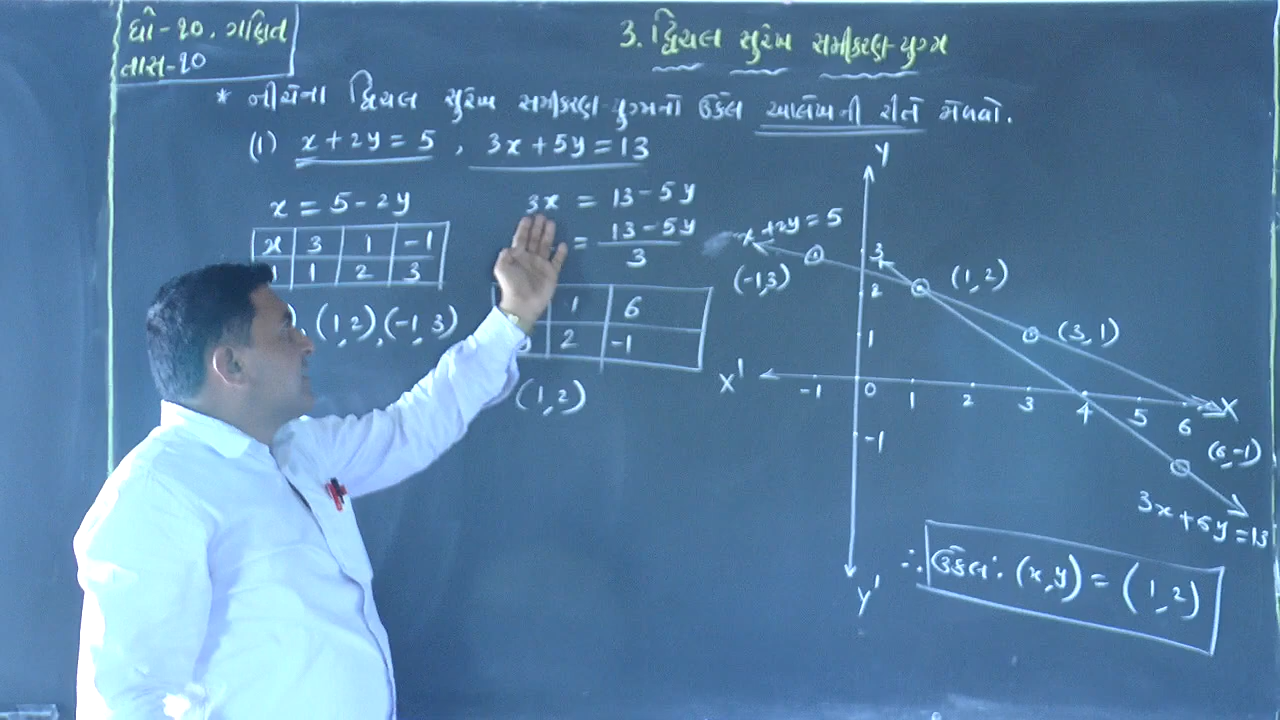 ધો-૧૦. ગણિત
તાસ-૧૦
3. દ્વિચલ સુરેખ સમીકરણ-યુગ્મ
* નીચેના દ્વિચલ સુરેખ સમીકરણ-યુગ્મનો ઉકેલ આલેખની રીતે મેળવો.
(1) x + 2y = 5 , 3x + 5y = 13
x = 5 - 2y
x 3 1 -1
1 2 3
, (1, 2), (-1, 3)
3x = 13 - 5y
= 13 - 5y
3
1 6
2 -1
(1, 2)
Y
x + 2y = 5
3
(-1, 3)
2
(1, 2)
1
(3, 1)
X' -1 0 1 2 3 4 5 6 X
-1
(6, -1)
3x + 5y = 13
Y'
∴ ઉકેલ: (x, y) = (1, 2)